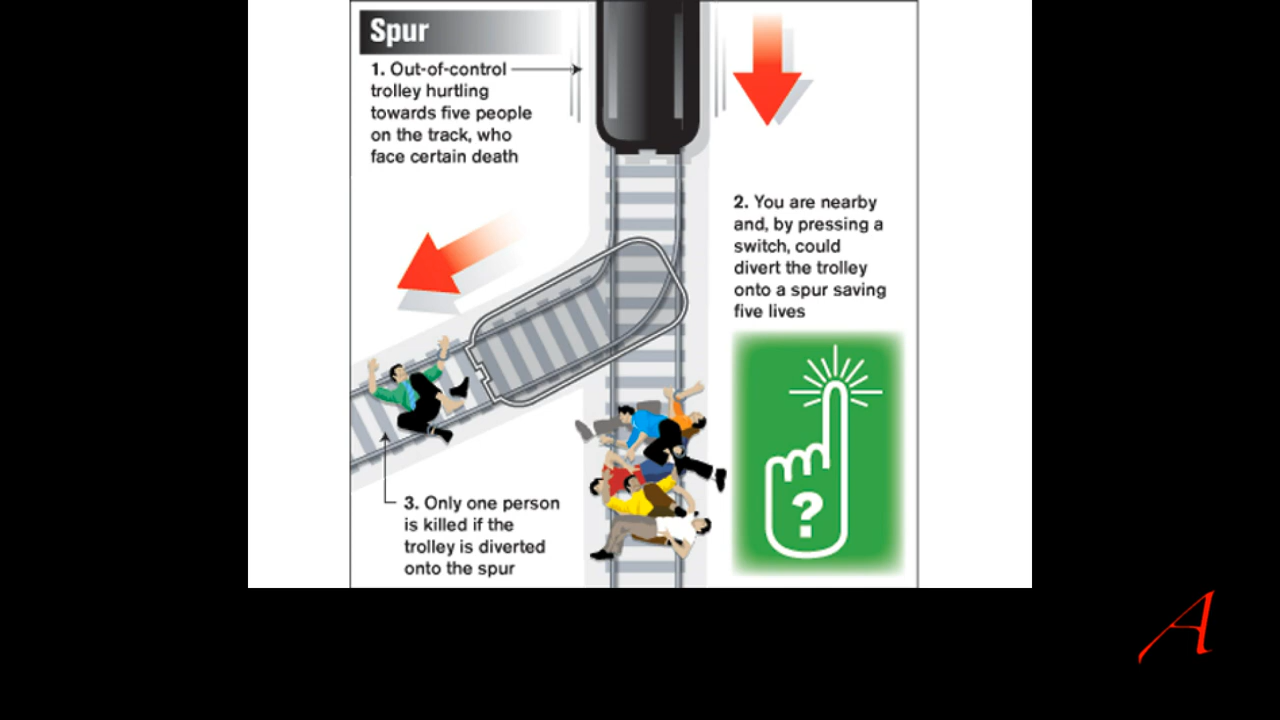 Spur
1. Out-of-control
trolley hurtling
towards five people
on the track, who
face certain death
2. You are nearby
and, by pressing a
switch, could
divert the trolley
onto a spur saving
five lives
?
3. Only one person
is killed if the
trolley is diverted
onto the spur
A